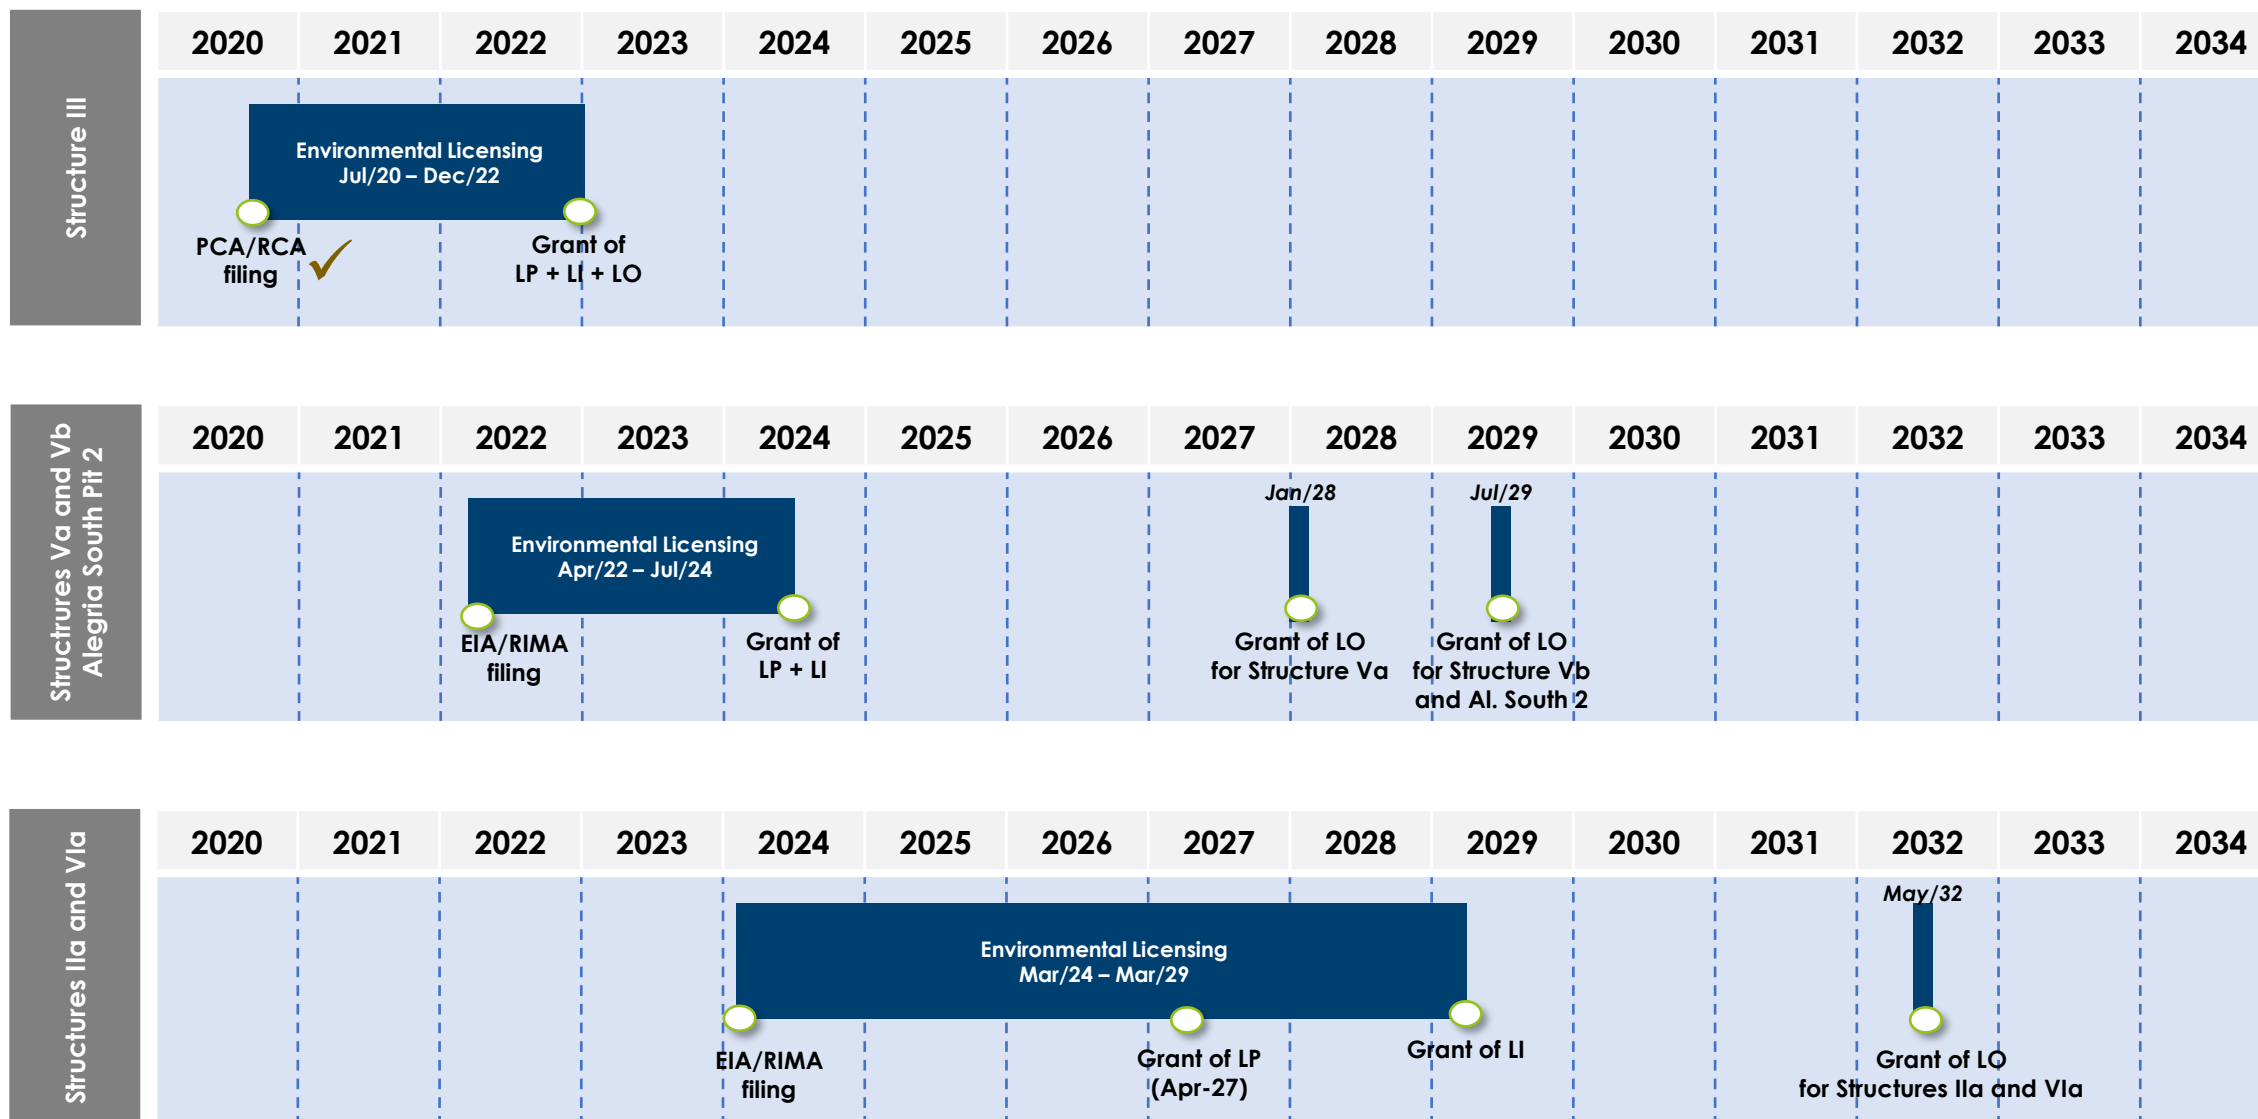 Structure III
2020 2021 2022 2023 2024 2025 2026 2027 2028 2029 2030 2031 2032 2033 2034
Environmental Licensing
Jul/20 – Dec/22
PCA/RCA
filing
Grant of
LP + LI + LO
Structrures Va and Vb
Alegria South Pit 2
2020 2021 2022 2023 2024 2025 2026 2027 2028 2029 2030 2031 2032 2033 2034
Jan/28
Jul/29
Environmental Licensing
Apr/22 – Jul/24
EIA/RIMA
filing
Grant of
LP + LI
Grant of LO
for Structure Va
Grant of LO
for Structure Vb
and Al. South 2
Structures IIa and VIa
2020 2021 2022 2023 2024 2025 2026 2027 2028 2029 2030 2031 2032 2033 2034
May/32
Environmental Licensing
Mar/24 – Mar/29
EIA/RIMA
filing
Grant of LP
(Apr-27)
Grant of LI
Grant of LO
for Structures IIa and VIa